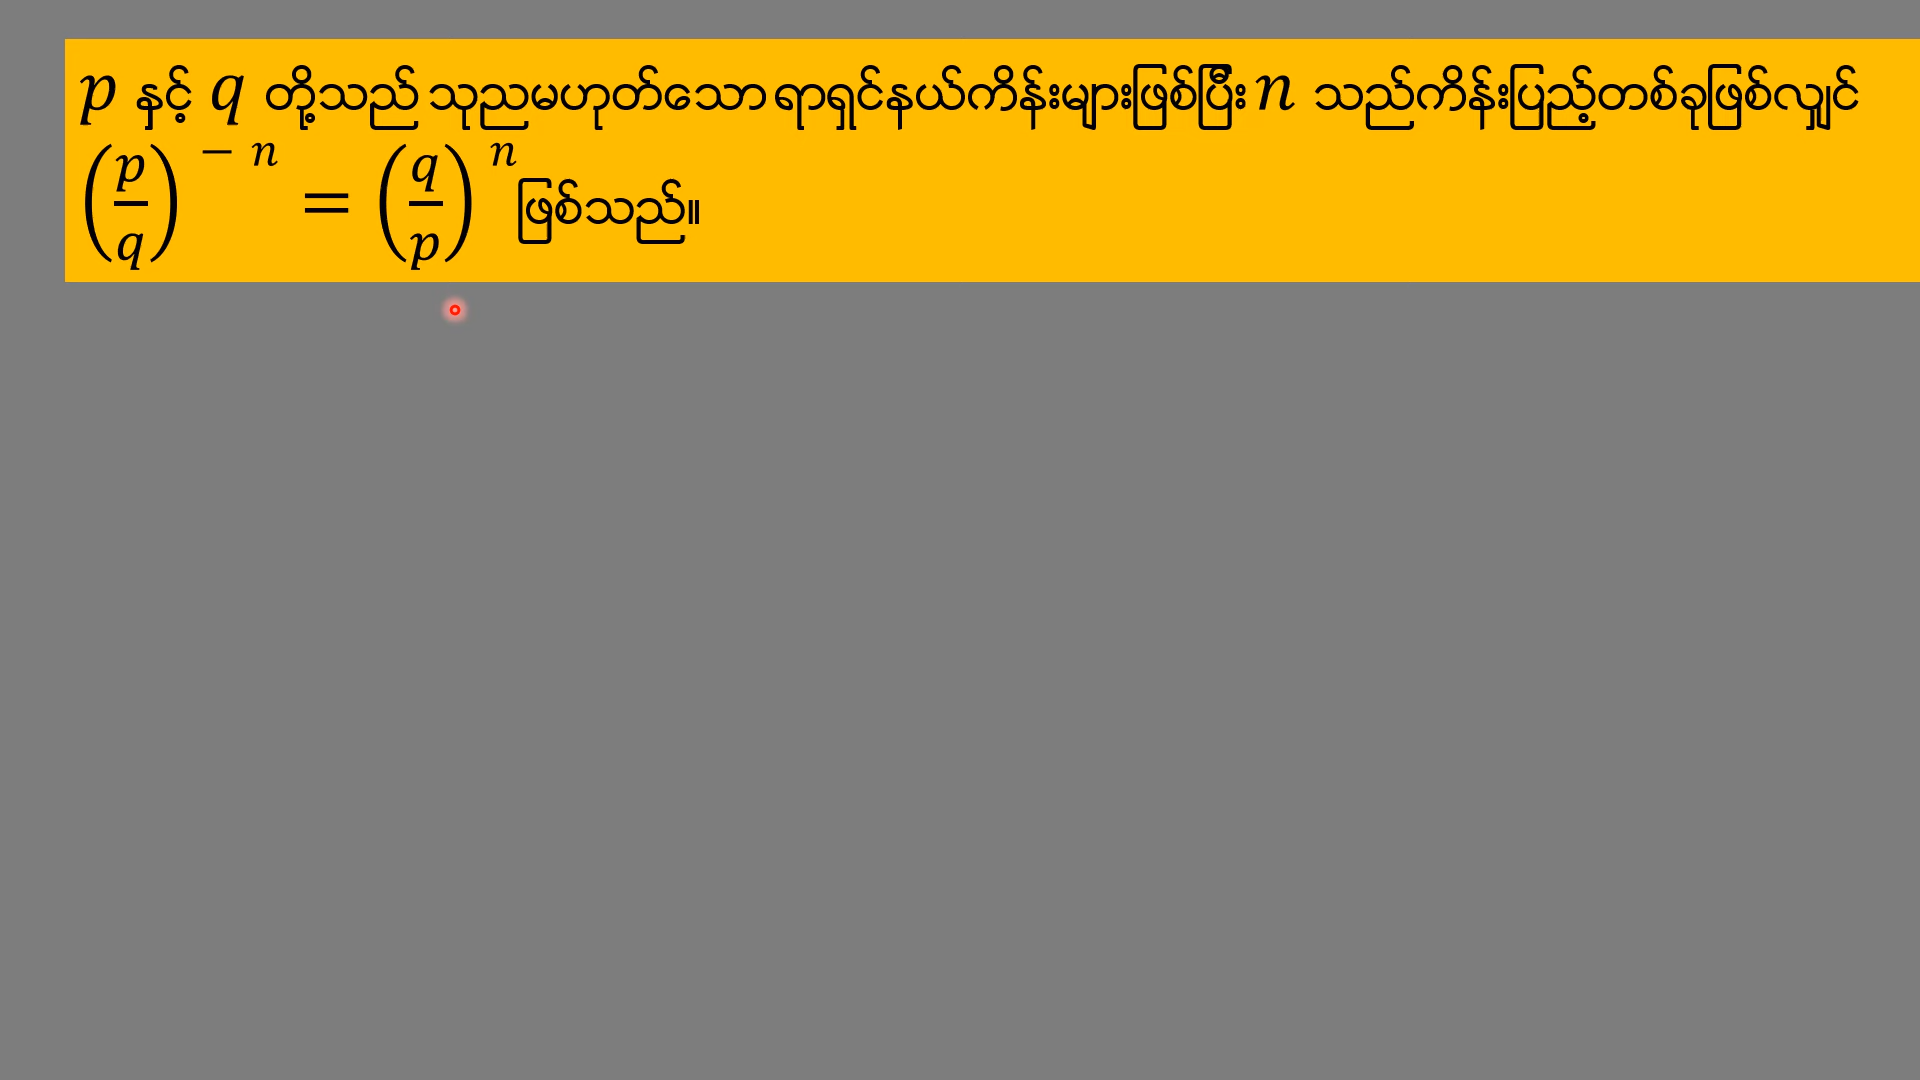 p နှင့် q တို့သည် သုညမဟုတ်သော ရာရှင်နယ်ကိန်းများဖြစ်ပြီး n သည်ကိန်းပြည့်တစ်ခုဖြစ်လျှင်
(p/q)^{-n} = (q/p)^{n} ဖြစ်သည်။